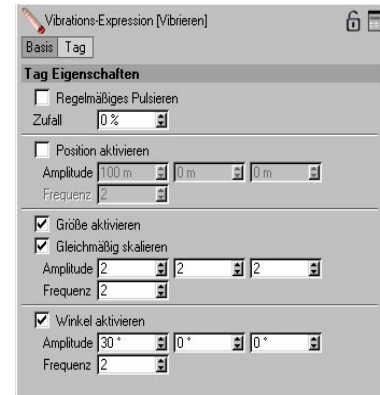 Vibrations-Expression [Vibrieren]
Basis Tag
Tag Eigenschaften
Regelmäßiges Pulsieren
Zufall 0 %
Position aktivieren
Amplitude 100 m 0 m 0 m
Frequenz 2
Größe aktivieren
Gleichmäßig skalieren
Amplitude 2 2 2
Frequenz 2
Winkel aktivieren
Amplitude 30 ° 0 ° 0 °
Frequenz 2